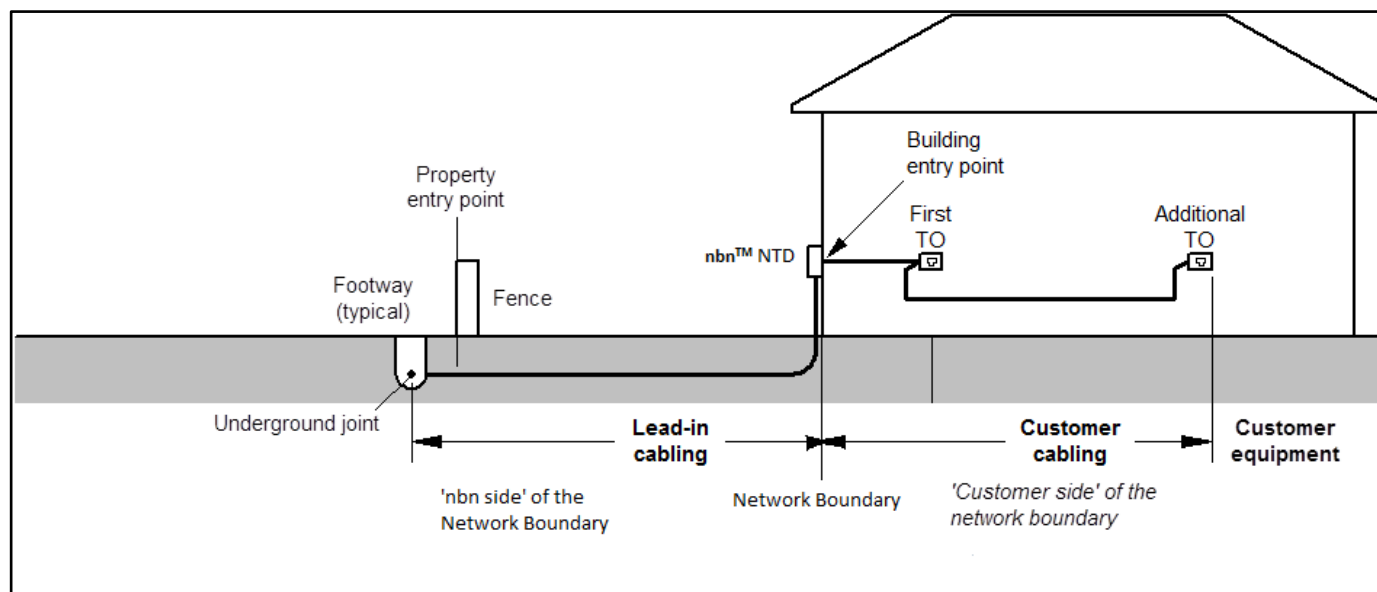 Building
entry point
Property
entry point
First
TO
Additional
TO
nbn™ NTD
Footway
(typical)
Fence
Underground joint
Lead-in
cabling
Customer
cabling
Customer
equipment
'nbn side' of the
Network Boundary
Network Boundary
'Customer side' of the
network boundary